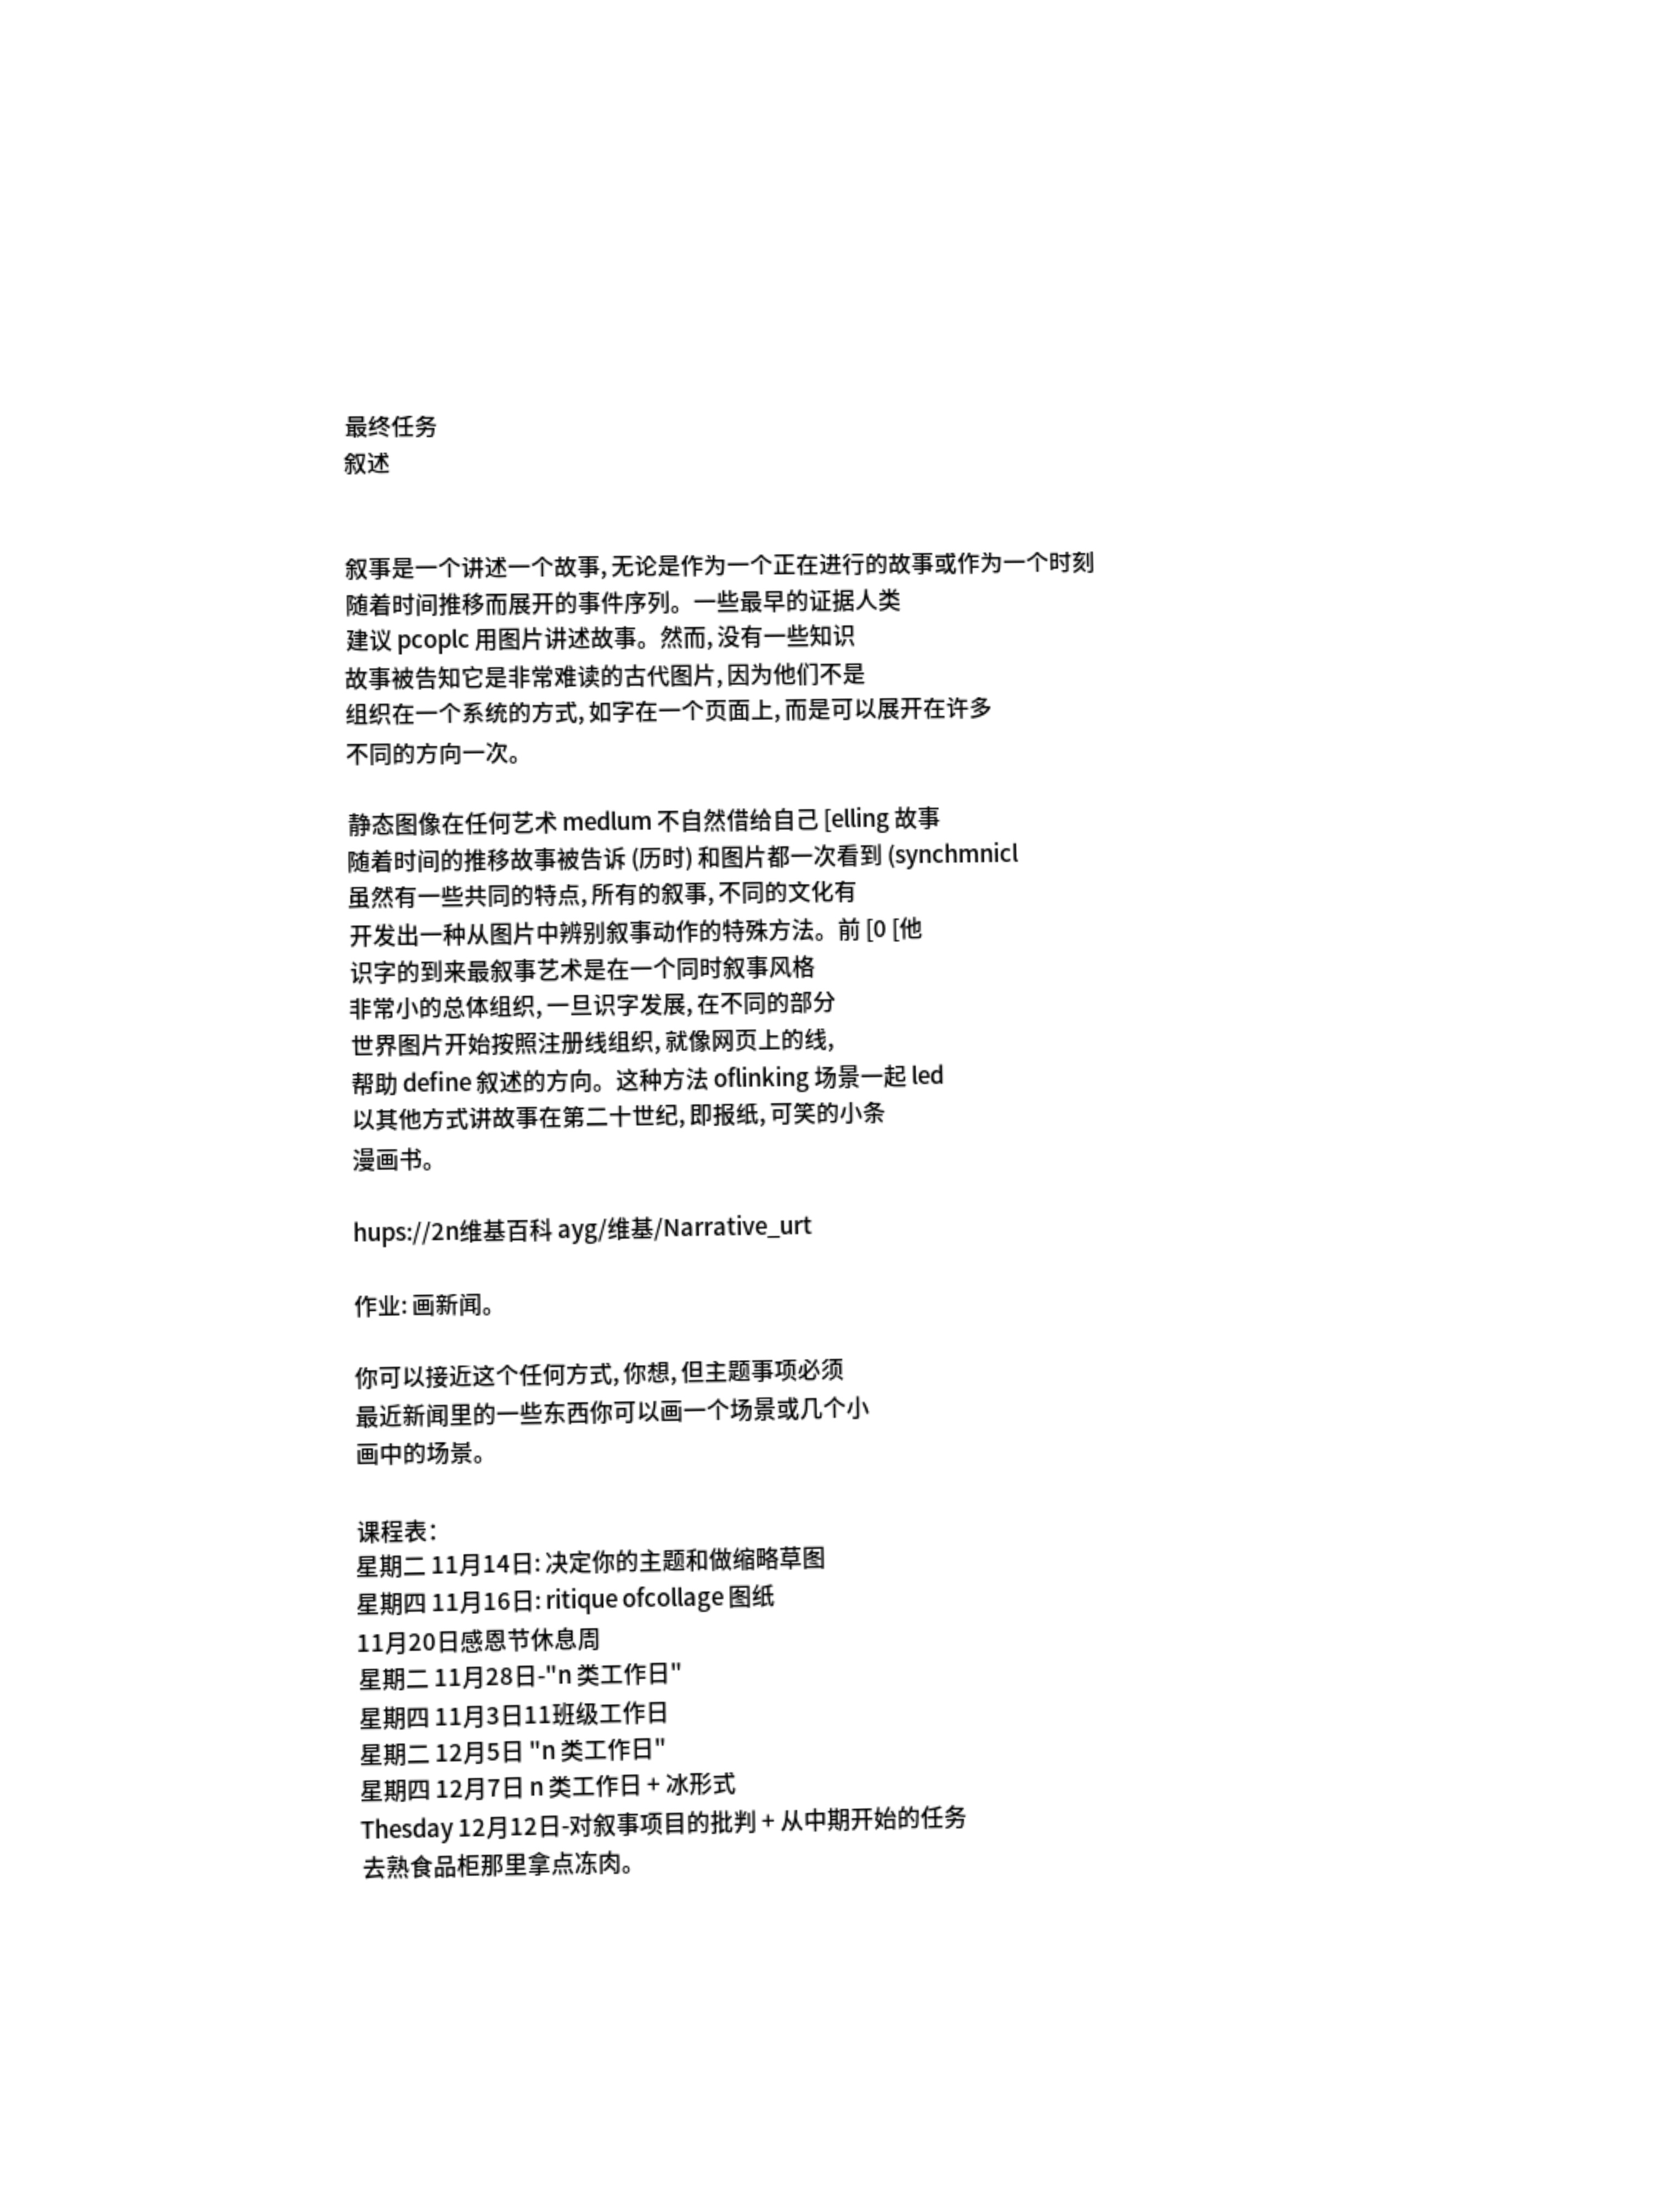 最终任务
叙述
叙事是一个讲述一个故事, 无论是作为一个正在进行的故事或作为一个时刻
随着时间推移而展开的事件序列。一些最早的证据人类
建议 pcoplc 用图片讲述故事。然而, 没有一些知识
故事被告知它是非常难读的古代图片, 因为他们不是
组织在一个系统的方式, 如字在一个页面上, 而是可以展开在许多
不同的方向一次。
静态图像在任何艺术 medlum 不自然借给自己 [elling 故事
随着时间的推移故事被告诉 (历时) 和图片都一次看到 (synchmnicl
虽然有一些共同的特点, 所有的叙事, 不同的文化有
开发出一种从图片中辨别叙事动作的特殊方法。前 [0 [他
识字的到来最叙事艺术是在一个同时叙事风格
非常小的总体组织, 一旦识字发展, 在不同的部分
世界图片开始按照注册线组织, 就像网页上的线,
帮助 define 叙述的方向。这种方法 oflinking 场景一起 led
以其他方式讲故事在第二十世纪, 即报纸, 可笑的小条
漫画书。
hups://2n维基百科 ayg/维基/Narrative_urt
作业: 画新闻。
你可以接近这个任何方式, 你想, 但主题事项必须
最近新闻里的一些东西你可以画一个场景或几个小
画中的场景。
课程表：
星期二 11月14日: 决定你的主题和做缩略草图
星期四 11月16日: ritique ofcollage 图纸
11月20日感恩节休息周
星期二 11月28日-"n 类工作日"
星期四 11月3日11班级工作日
星期二 12月5日 "n 类工作日"
星期四 12月7日 n 类工作日 + 冰形式
Thesday 12月12日-对叙事项目的批判 + 从中期开始的任务
去熟食品柜那里拿点冻肉。